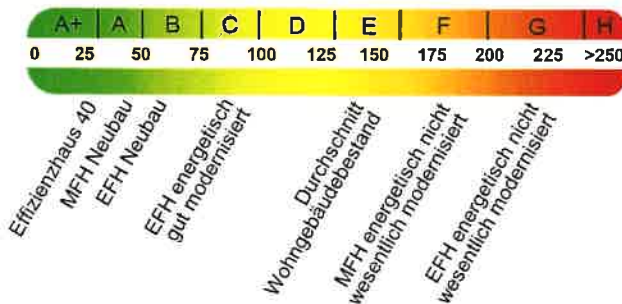 A+ A B C D E F G H
0 25 50 75 100 125 150 175 200 225 >250
Effizienzhaus 40
MFH Neubau
EFH Neubau
EFH energetisch
gut modernisiert
Durchschnitt
Wohngebäudebestand
MFH energetisch nicht
wesentlich modernisiert
EFH energetisch nicht
wesentlich modernisiert